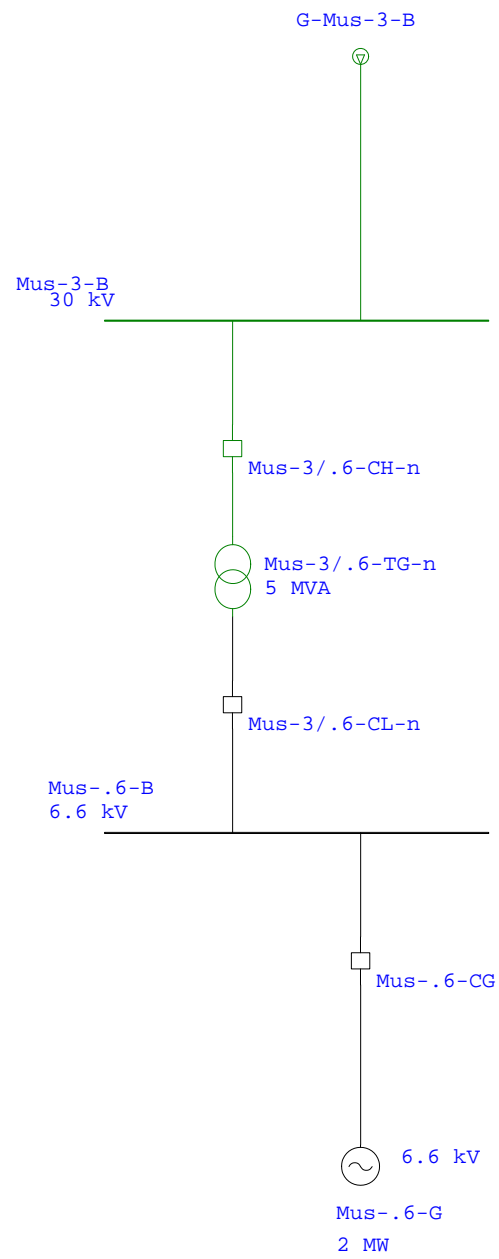 G-Mus-3-B
Mus-3-B
30 kV
Mus-3/.6-CH-n
Mus-3/.6-TG-n
5 MVA
Mus-3/.6-CL-n
Mus-.6-B
6.6 kV
Mus-.6-CG
6.6 kV
Mus-.6-G
2 MW